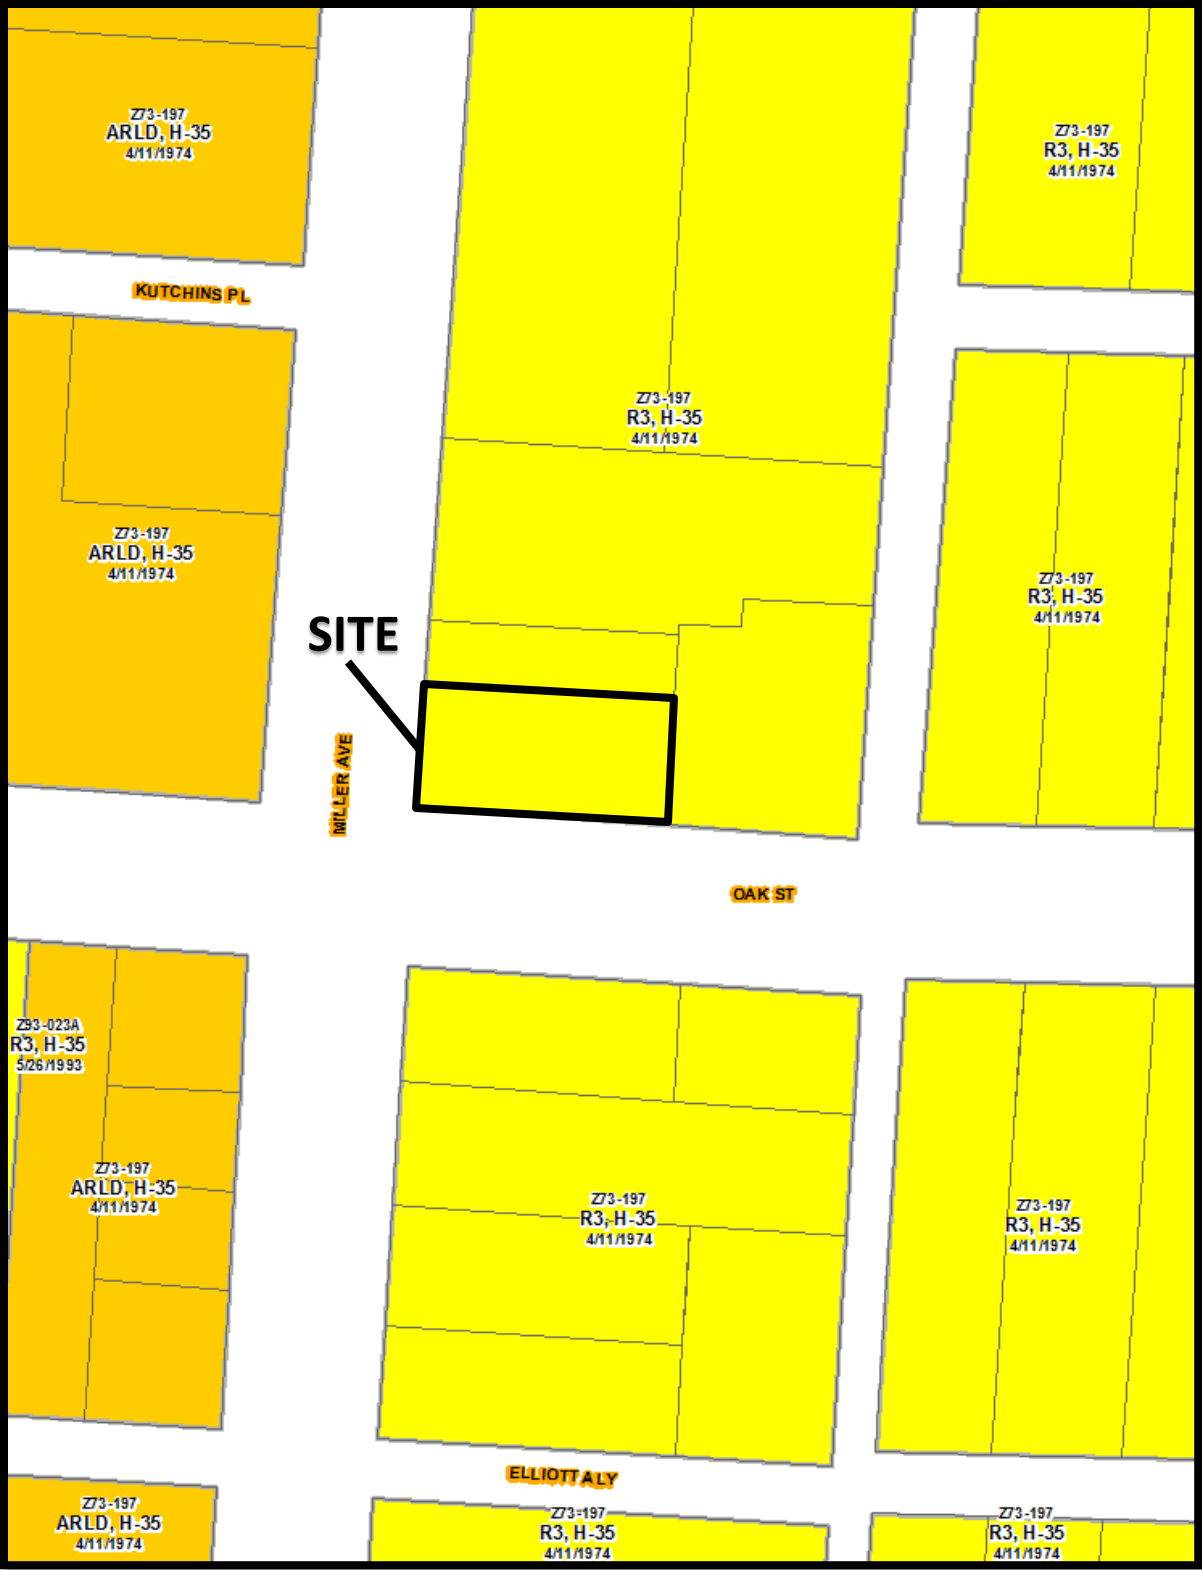 Z73-197
ARLD, H-35
4/11/1974
Z73-197
R3, H-35
4/11/1974
KUTCHINS PL
Z73-197
R3, H-35
4/11/1974
Z73-197
ARLD, H-35
4/11/1974
Z73-197
R3, H-35
4/11/1974
SITE
MILLER AVE
OAK ST
Z93-023A
R3, H-35
5/26/1993
Z73-197
ARLD, H-35
4/11/1974
Z73-197
R3, H-35
4/11/1974
Z73-197
R3, H-35
4/11/1974
ELLIOTT ALY
Z73-197
ARLD, H-35
4/11/1974
Z73-197
R3, H-35
4/11/1974
Z73-197
R3, H-35
4/11/1974